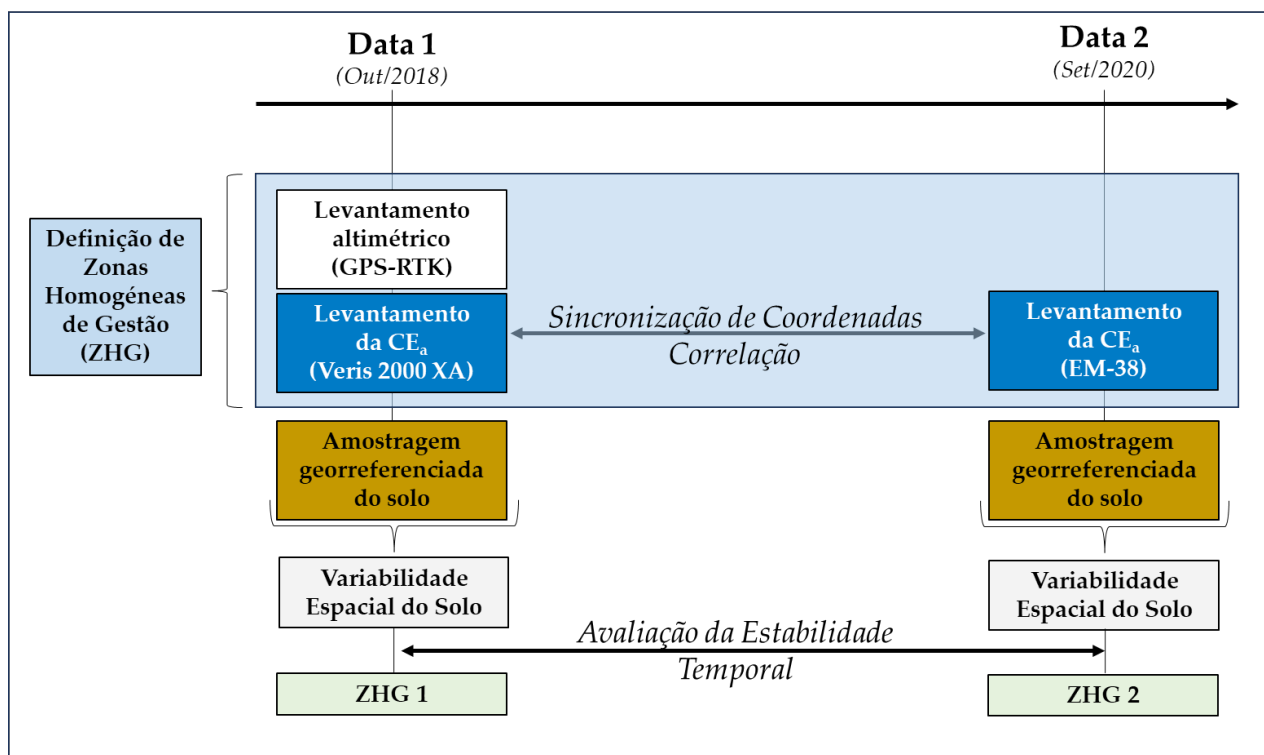 Data 1
(Out/2018)
Data 2
(Set/2020)
Definição de
Zonas
Homogéneas
de Gestão
(ZHG)
Levantamento
altimétrico
(GPS-RTK)
Levantamento
da CEa
(Veris 2000 XA)
Sincronização de Coordenadas
Correlação
Levantamento
da CEa
(EM-38)
Amostragem
georreferenciada
do solo
Amostragem
georreferenciada
do solo
Variabilidade
Espacial do Solo
Variabilidade
Espacial do Solo
Avaliação da Estabilidade
Temporal
ZHG 1
ZHG 2